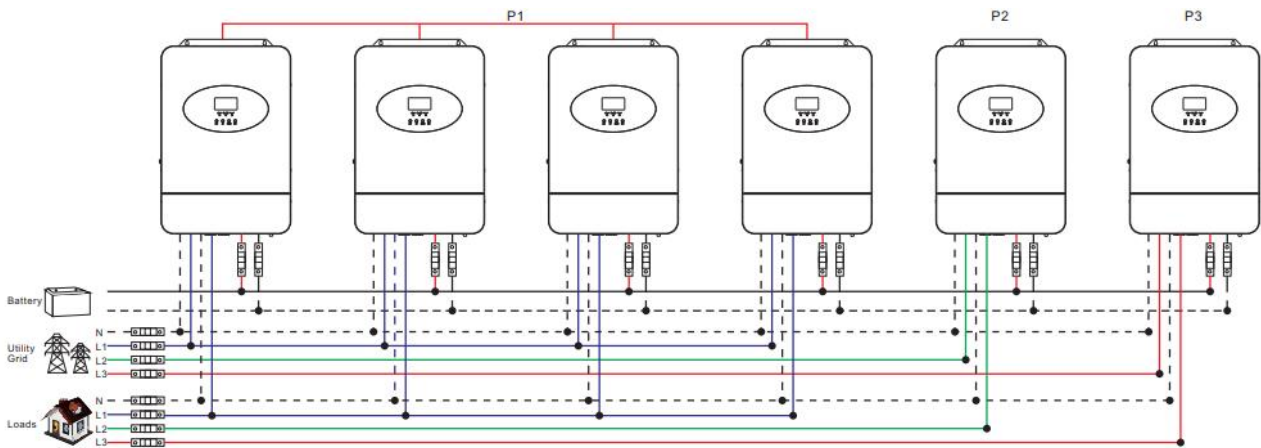 P1
P2
P3
Battery
Utility
Grid
N
L1
L2
L3
Loads
N
L1
L2
L3